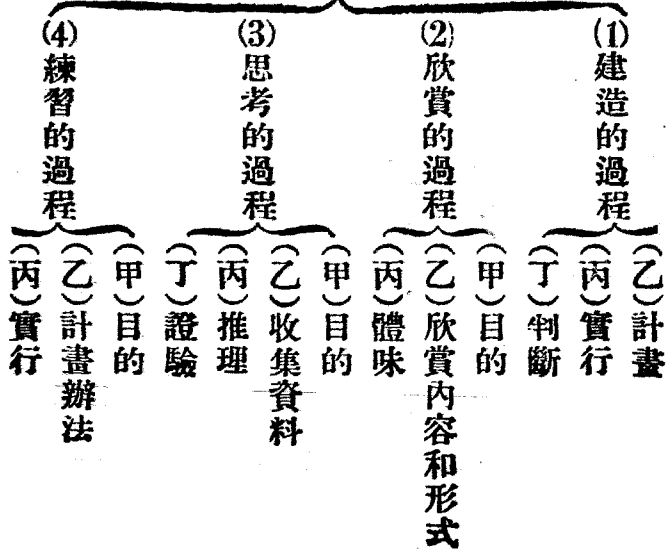 (1)建造的過程
(乙)計畫
(丙)實行
(丁)判斷
(2)欣賞的過程
(甲)目的
(乙)欣賞內容和形式
(丙)體味
(3)思考的過程
(甲)目的
(乙)收集資料
(丙)推理
(丁)證驗
(4)練習的過程
(甲)目的
(乙)計畫辦法
(丙)實行